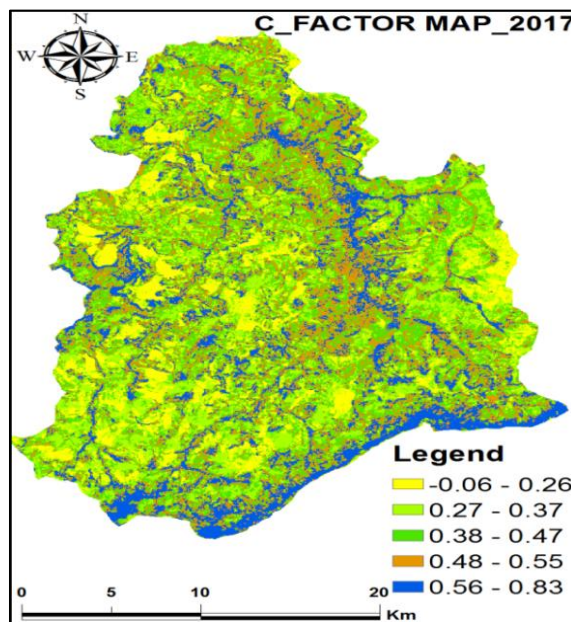 C_FACTOR MAP_2017
N
W E
S
Legend
-0.06 - 0.26
0.27 - 0.37
0.38 - 0.47
0.48 - 0.55
0.56 - 0.83
0 5 10 20
Km